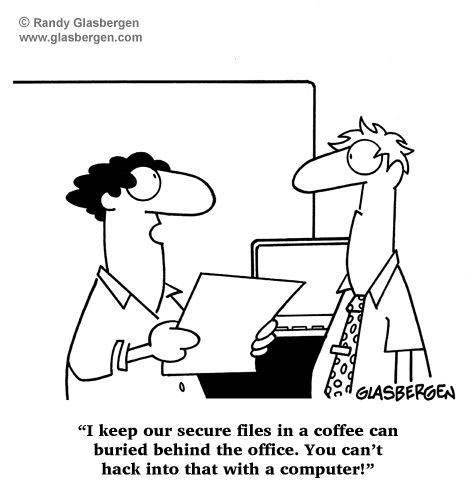 © Randy Glasbergen
www.glasbergen.com
GLASBERGEN
“I keep our secure files in a coffee can
buried behind the office. You can’t
hack into that with a computer!”